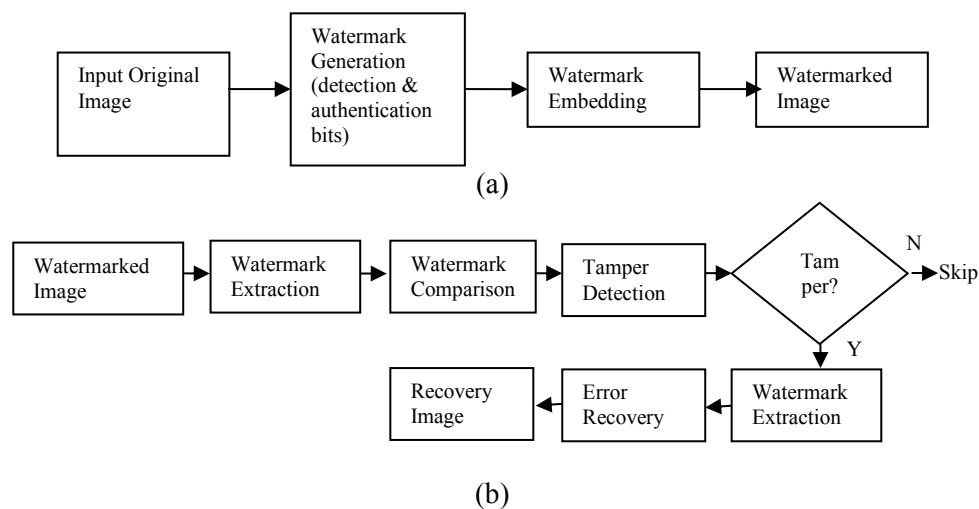 Input Original
Image
Watermark
Generation
(detection &
authentication
bits)
Watermark
Embedding
Watermarked
Image
(a)
Watermarked
Image
Watermark
Extraction
Watermark
Comparison
Tamper
Detection
Tam
per?
N
Skip
Y
Watermark
Extraction
Error
Recovery
Recovery
Image
(b)